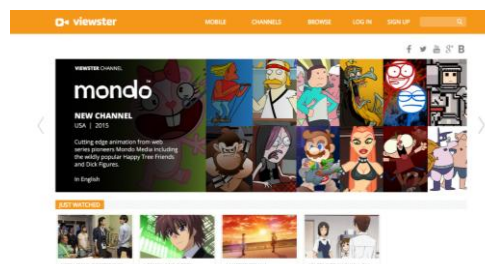 viewster
MOBILE CHANNELS BROWSE LOG IN SIGN UP
VIEWSTER CHANNEL
mondo
NEW CHANNEL
USA | 2015
Cutting edge animation from web
series pioneers Mondo Media including
the wildly popular Happy Tree Friends
and Dick Figures.
In English
JUST WATCHED